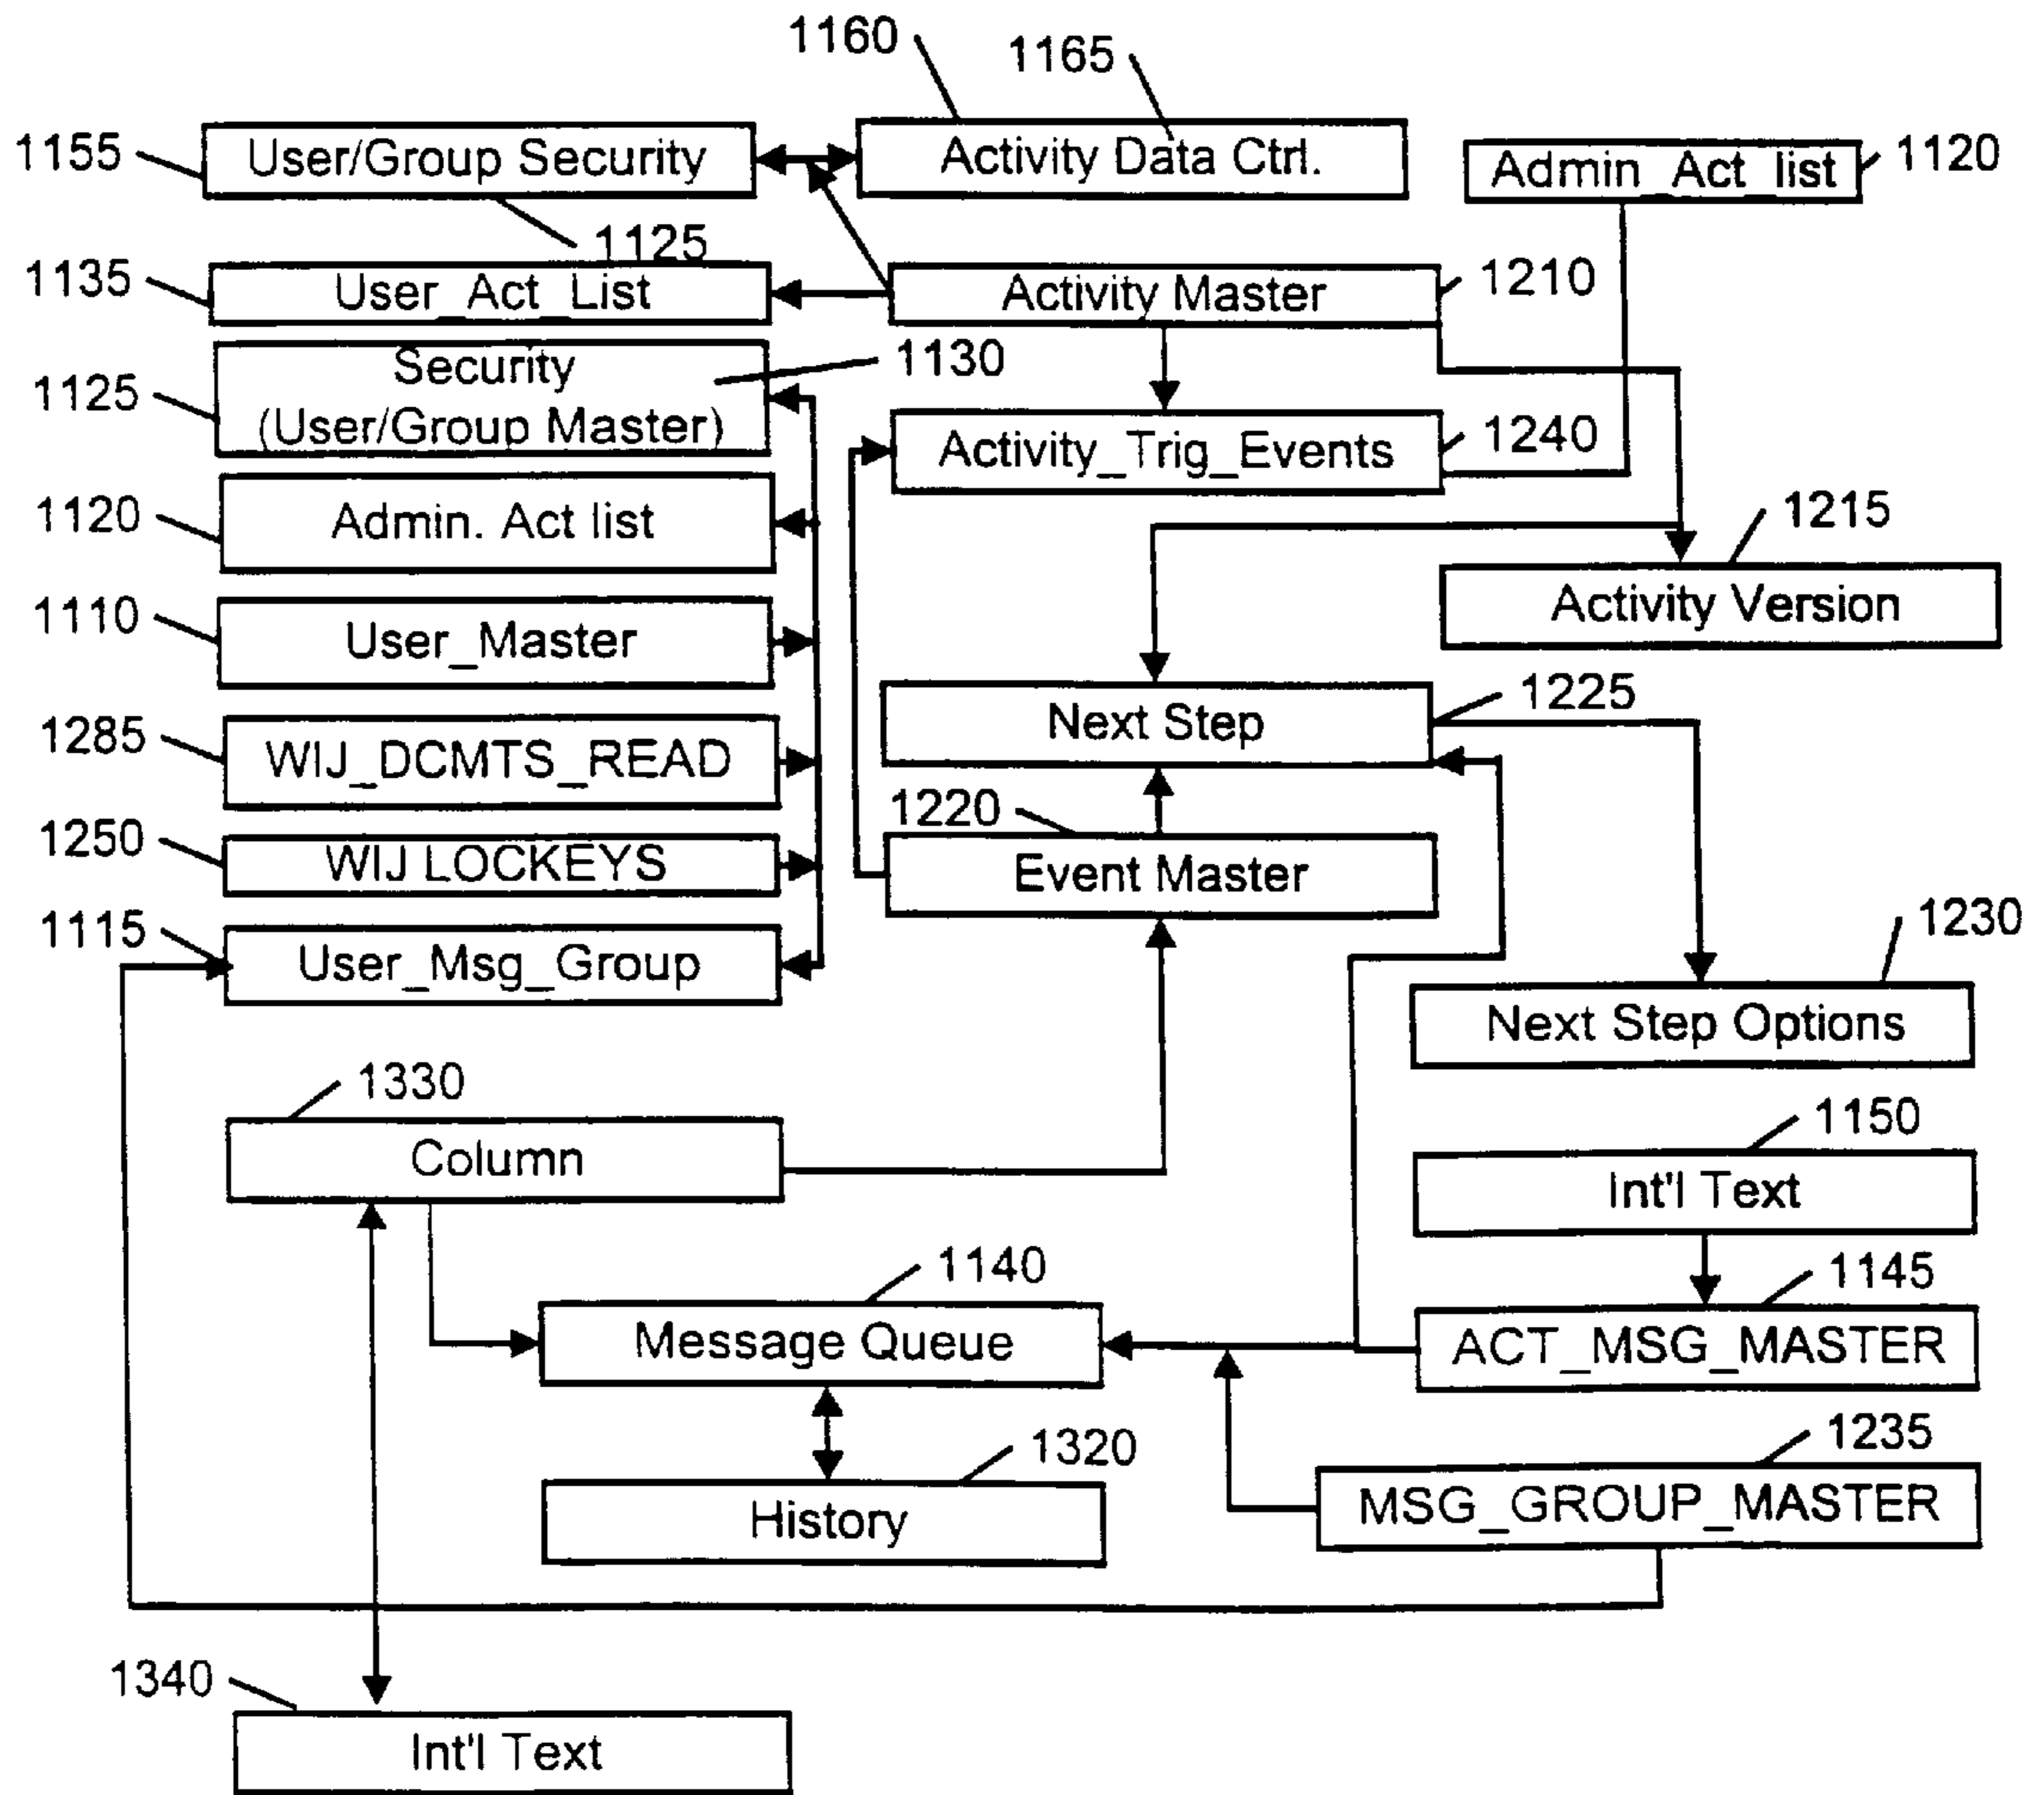 1160
1165
1155
User/Group Security
Activity Data Ctrl.
Admin_Act_list
1120
1125
1135
User_Act_List
Activity Master
1210
Security
(User/Group Master)
1130
1125
Activity_Trig_Events
1240
1120
Admin. Act list
1215
Activity Version
1110
User_Master
Next Step
1225
1285
WIJ_DCMTS_READ
1220
Event Master
1250
WIJ LOCKEYS
1115
User_Msg_Group
1230
Next Step Options
1330
Column
1150
Int'l Text
1140
Message Queue
1145
ACT_MSG_MASTER
1320
History
1235
MSG_GROUP_MASTER
1340
Int'l Text